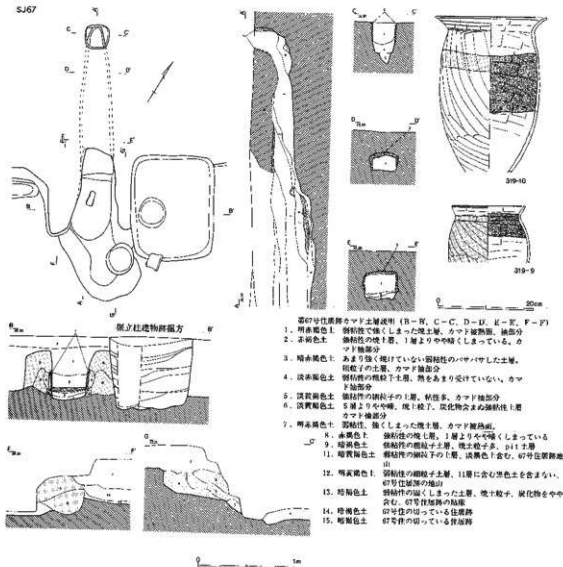 SJ67
C
C'
D
D'
E
E'
B
B'
319-10
319-9
0 20cm
掘立柱建物跡掘方
第67号住居跡カマド土層説明 (B-B', C-C', D-D', E-E', F-F')
1. 明赤褐色土 弱粘性で強くしまった焼土層、カマド被熱面、袖部分
2. 赤褐色土 強粘性の焼土層、1層よりやや暗くしまっている。カ
マド袖部分
3. 暗赤褐色土 あまり強く焼けていない弱粘性のバサバサした土層。
粗粒子の土層、カマド袖部分
4. 淡赤褐色土 弱粘性の粗粒子土層、熱をあまり受けていない。カマ
ド袖部分
5. 淡黄褐色土 強粘性の細粒子の土層。粘性多、カマド袖部分
6. 淡黄褐色土 5層よりやや暗、焼土粒子、炭化物含む強粘性土層
カマド袖部分
7. 明赤褐色土 弱粘性、強くしまった焼土層、カマド被熱面。
8. 赤褐色土 強粘性の焼土層。1層よりやや暗くしまっている
9. 暗褐色土 強粘性の粗粒子土層、焼土粒子多、pit土層
11. 暗黄褐色土 弱粘性の細粒子の土層、淡黒色土含む、67号住居跡地
山
12. 明黄褐色土 弱粘性の細粒子土層、11層に含む黒色土を含まない、
67号住居跡の地山
13. 暗褐色土 弱粘性の固くしまった土層、焼土粒子、炭化物をやや
含む、67号住居跡の貼床
14. 暗褐色土 67号住の切っている住居跡
15. 暗褐色土 67号住の切っている住居跡
0 1m